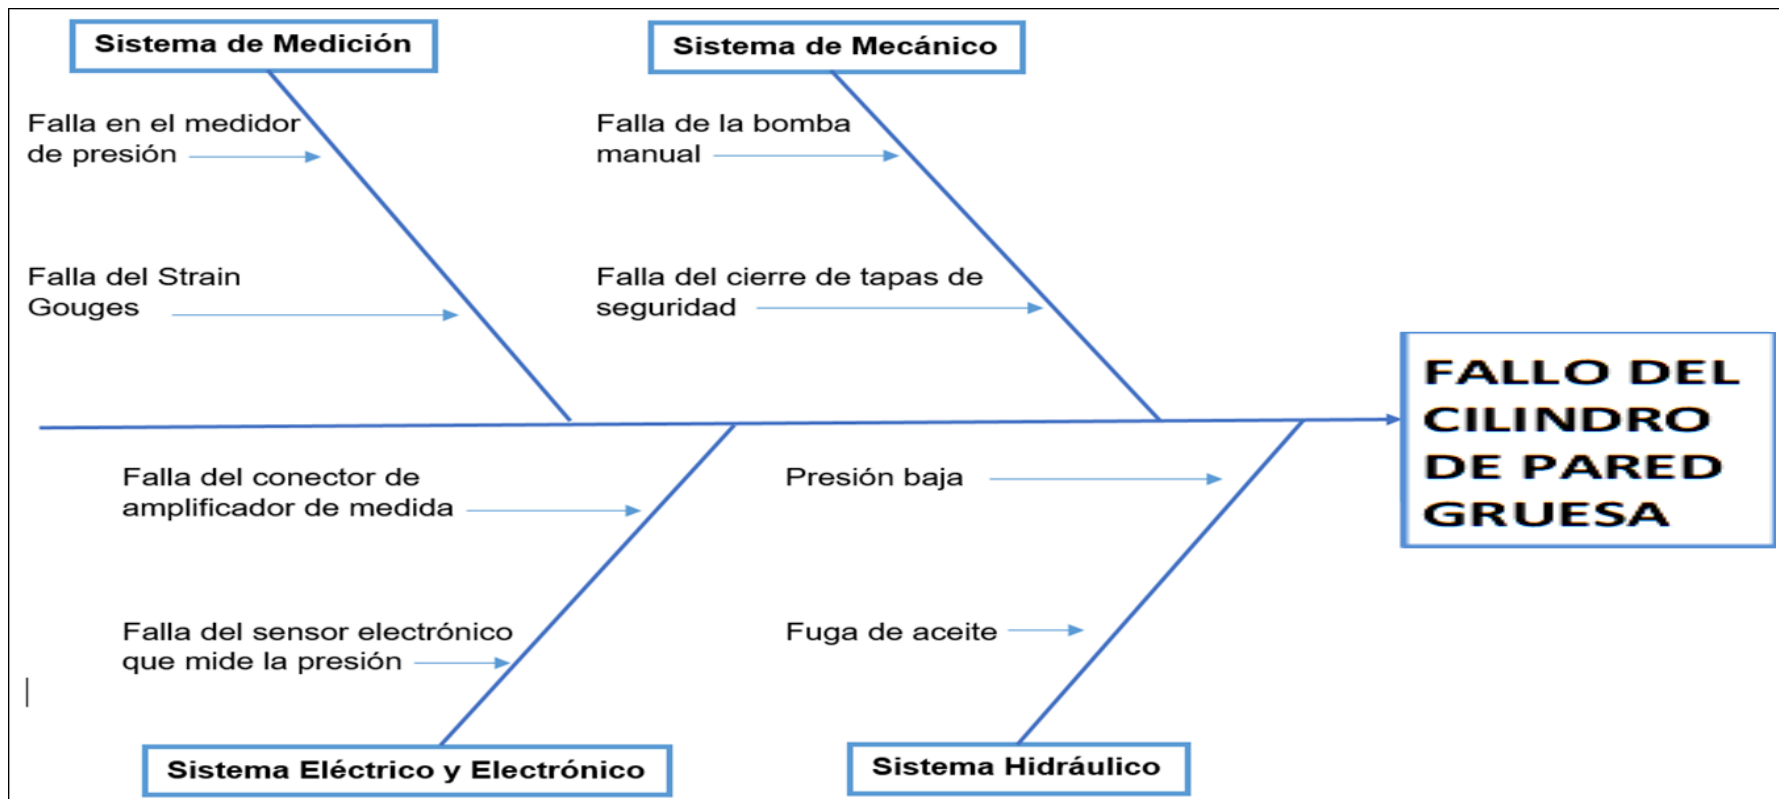 Sistema de Medición
Sistema de Mecánico
Falla en el medidor
de presión
Falla de la bomba
manual
Falla del Strain
Gouges
Falla del cierre de tapas de
seguridad
FALLO DEL
CILINDRO
DE PARED
GRUESA
Falla del conector de
amplificador de medida
Presión baja
Falla del sensor electrónico
que mide la presión
Fuga de aceite
Sistema Eléctrico y Electrónico
Sistema Hidráulico